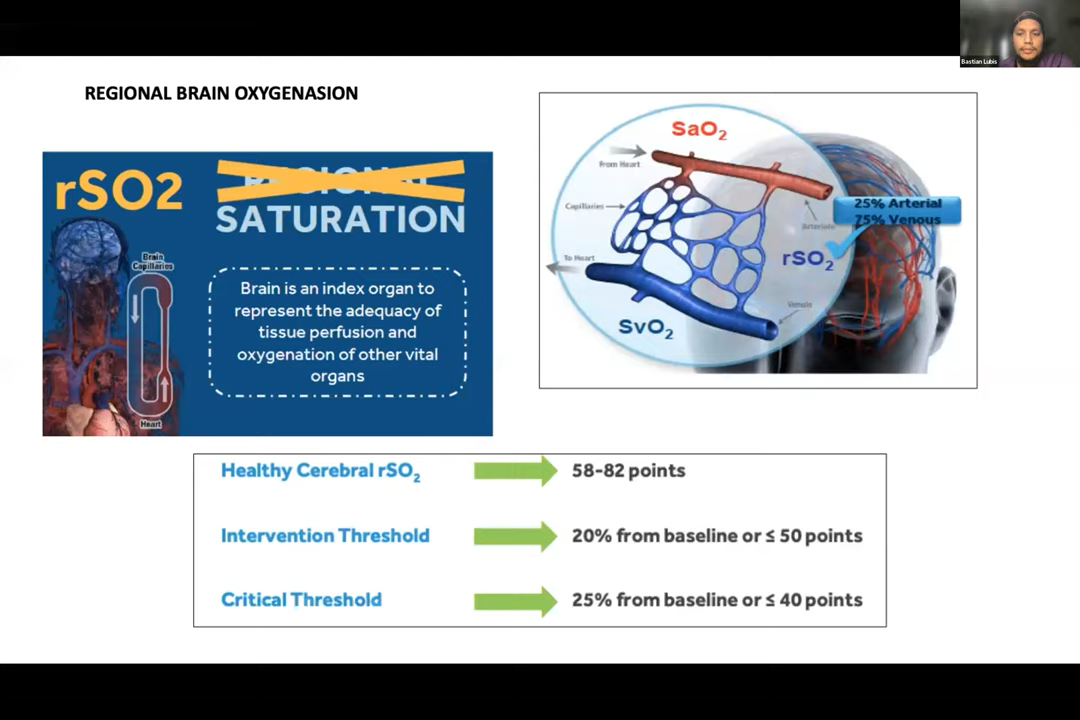 Bastian Lubis
REGIONAL BRAIN OXYGENASION
rSO2
REGIONAL
SATURATION
Brain
Capillaries
Heart
Brain is an index organ to
represent the adequacy of
tissue perfusion and
oxygenation of other vital
organs
SaO2
From Heart
Capillaries
Arteriole
To Heart
25% Arterial
75% Venous
rSO2
Venule
SvO2
Healthy Cerebral rSO2 58-82 points
Intervention Threshold 20% from baseline or ≤ 50 points
Critical Threshold 25% from baseline or ≤ 40 points